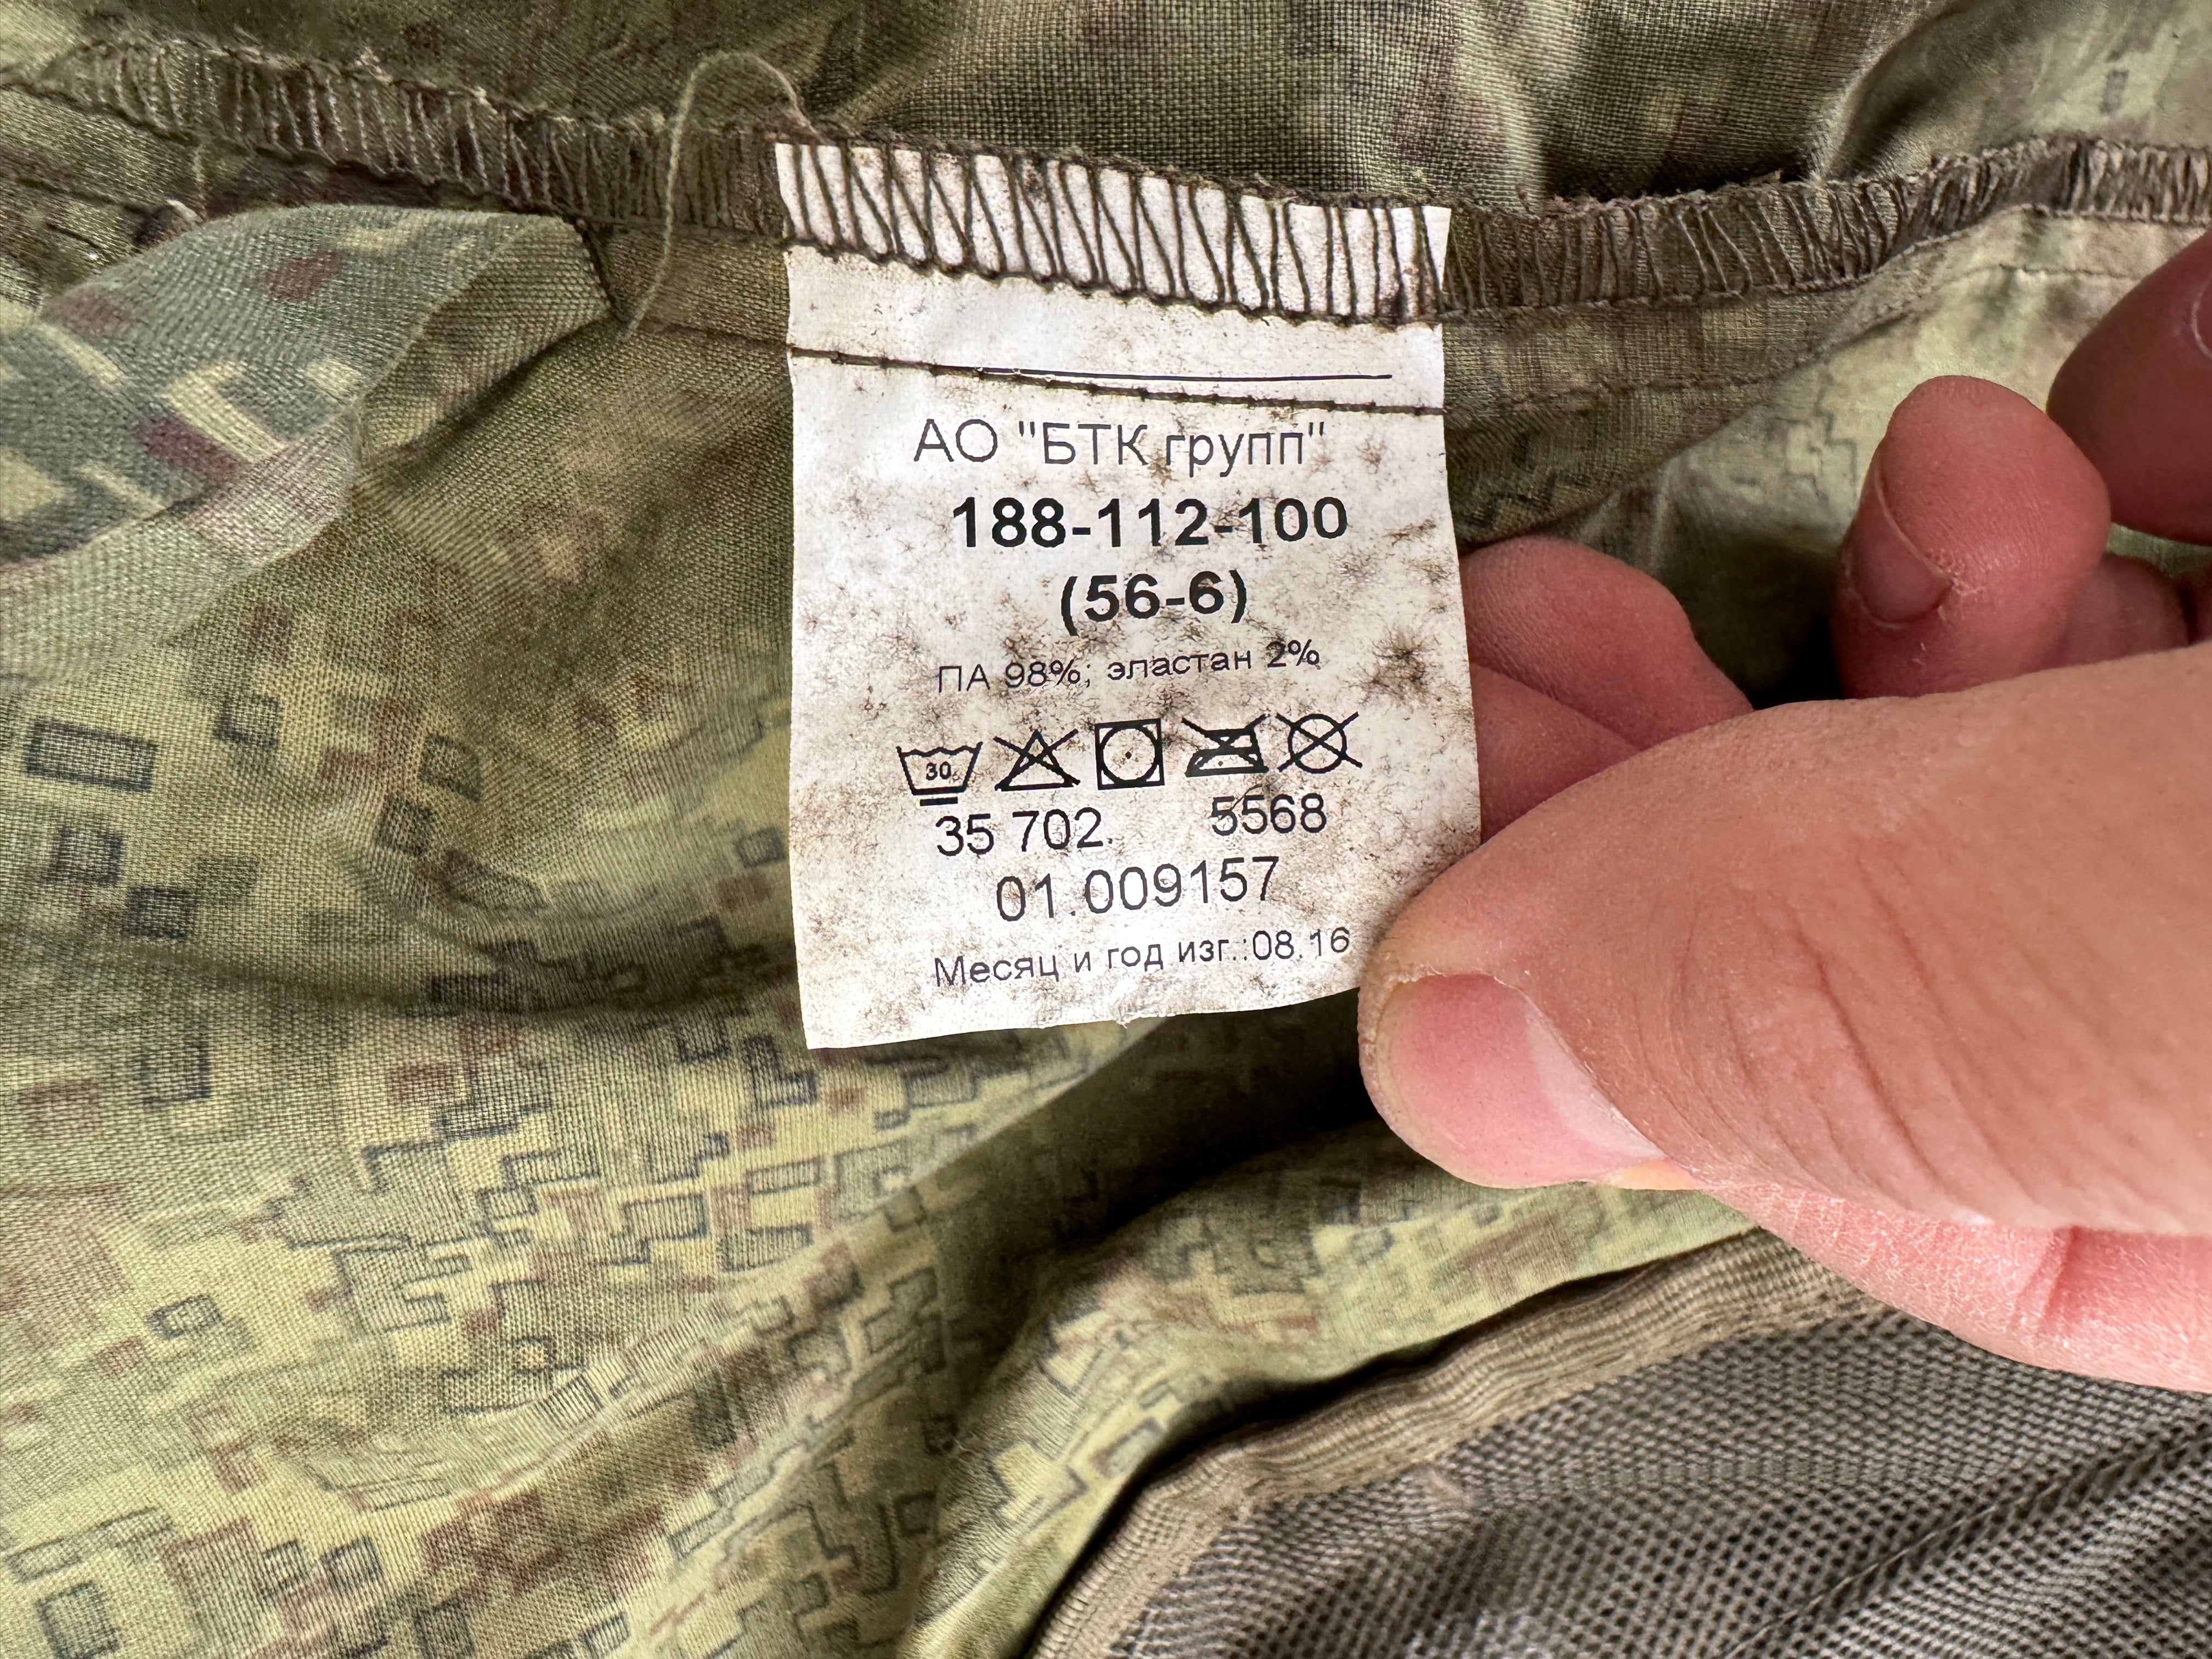 АО "БТК групп"
188-112-100
(56-6)
ПА 98%; эластан 2%
30
35 702 5568
01.009157
Месяц и год изг.:08.16